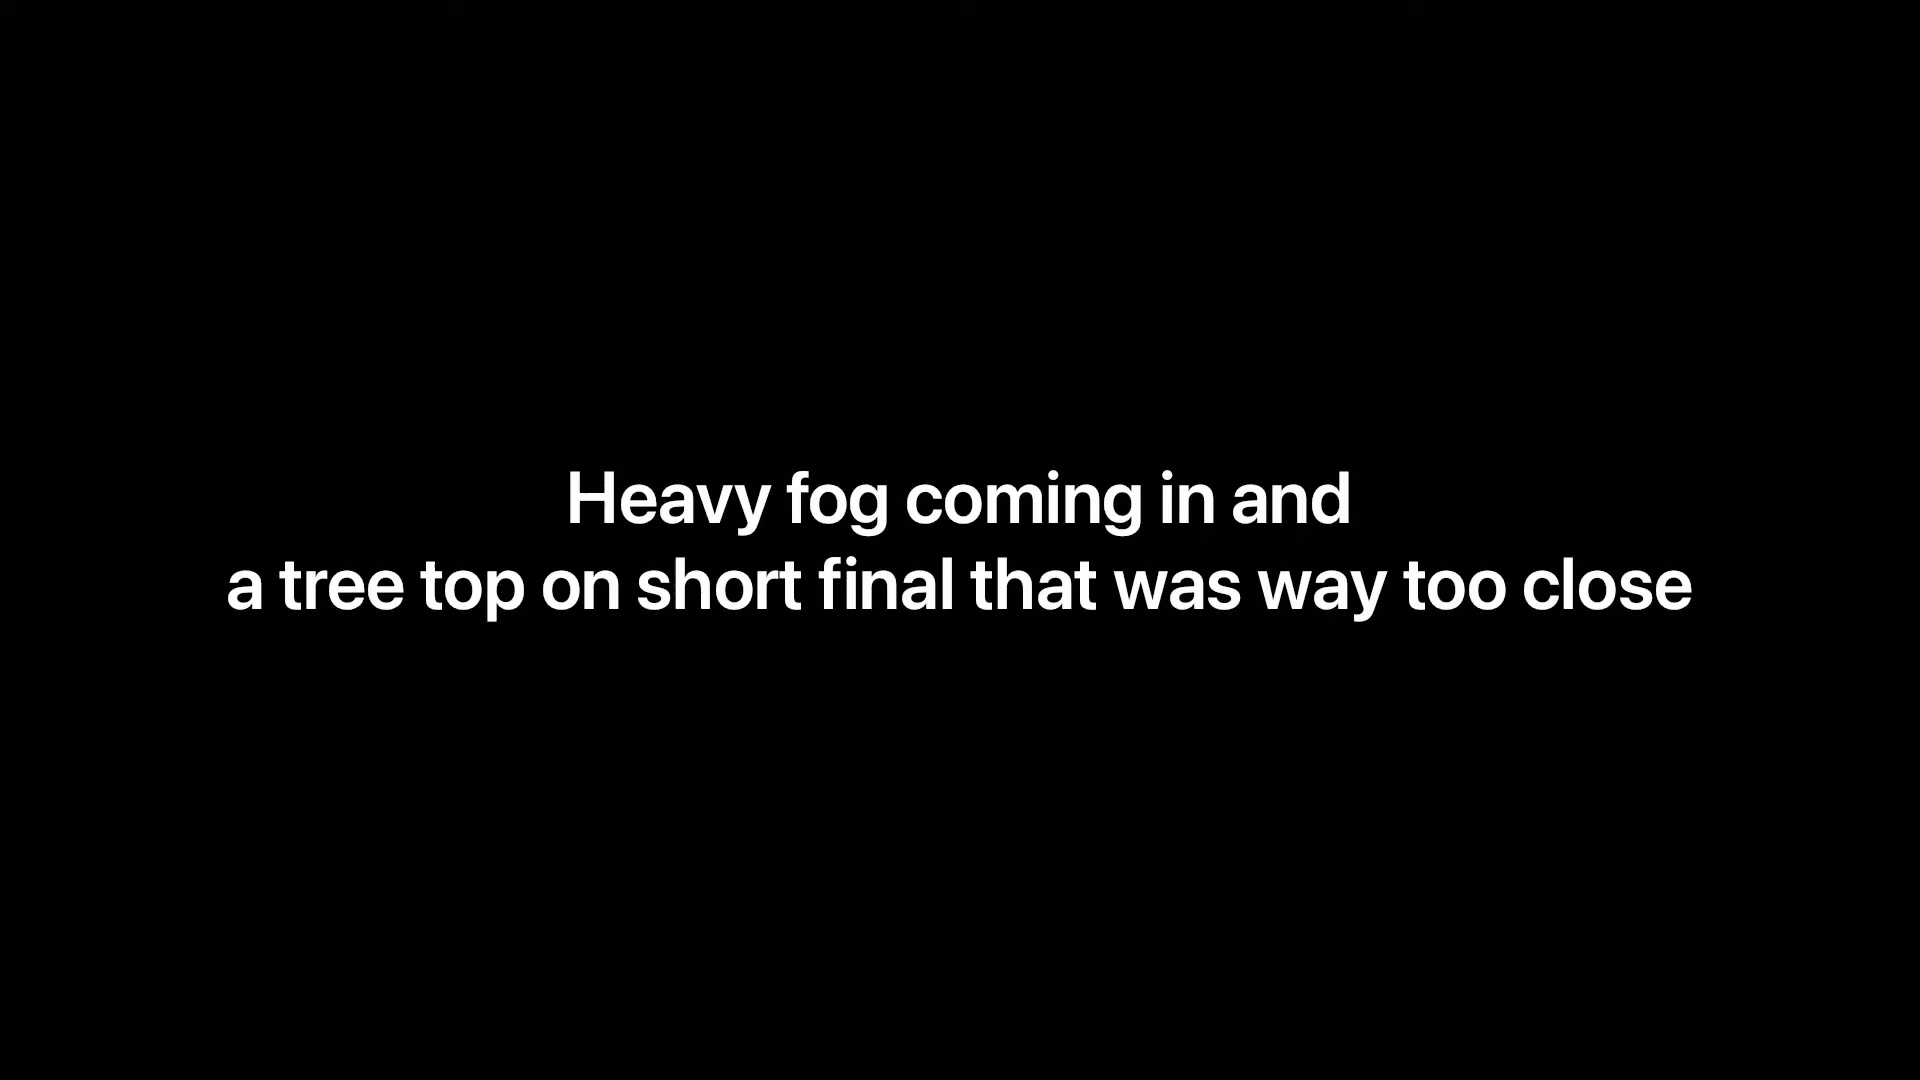 Heavy fog coming in and
a tree top on short final that was way too close